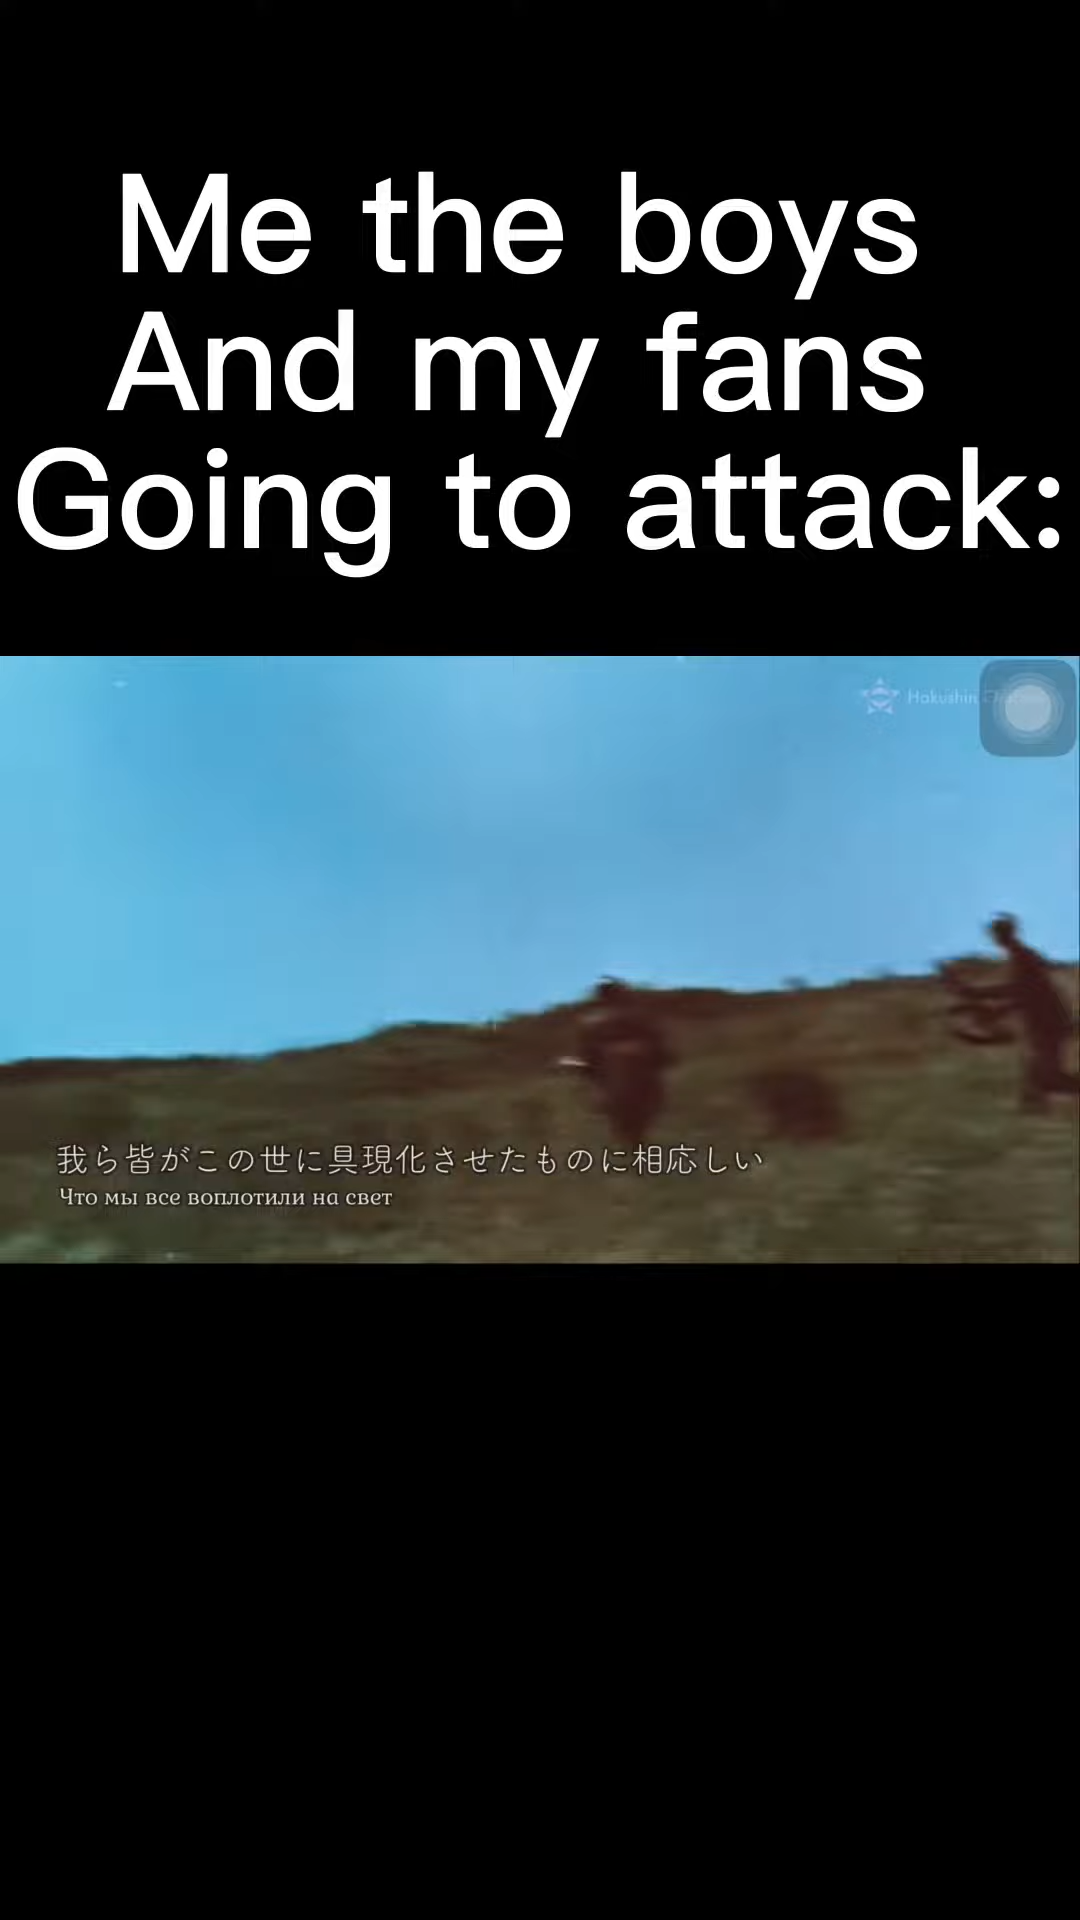 Me the boys
And my fans
Going to attack:
Hakushin
我ら皆がこの世に具現化させたものに相応しい
Что мы все воплотили на свет